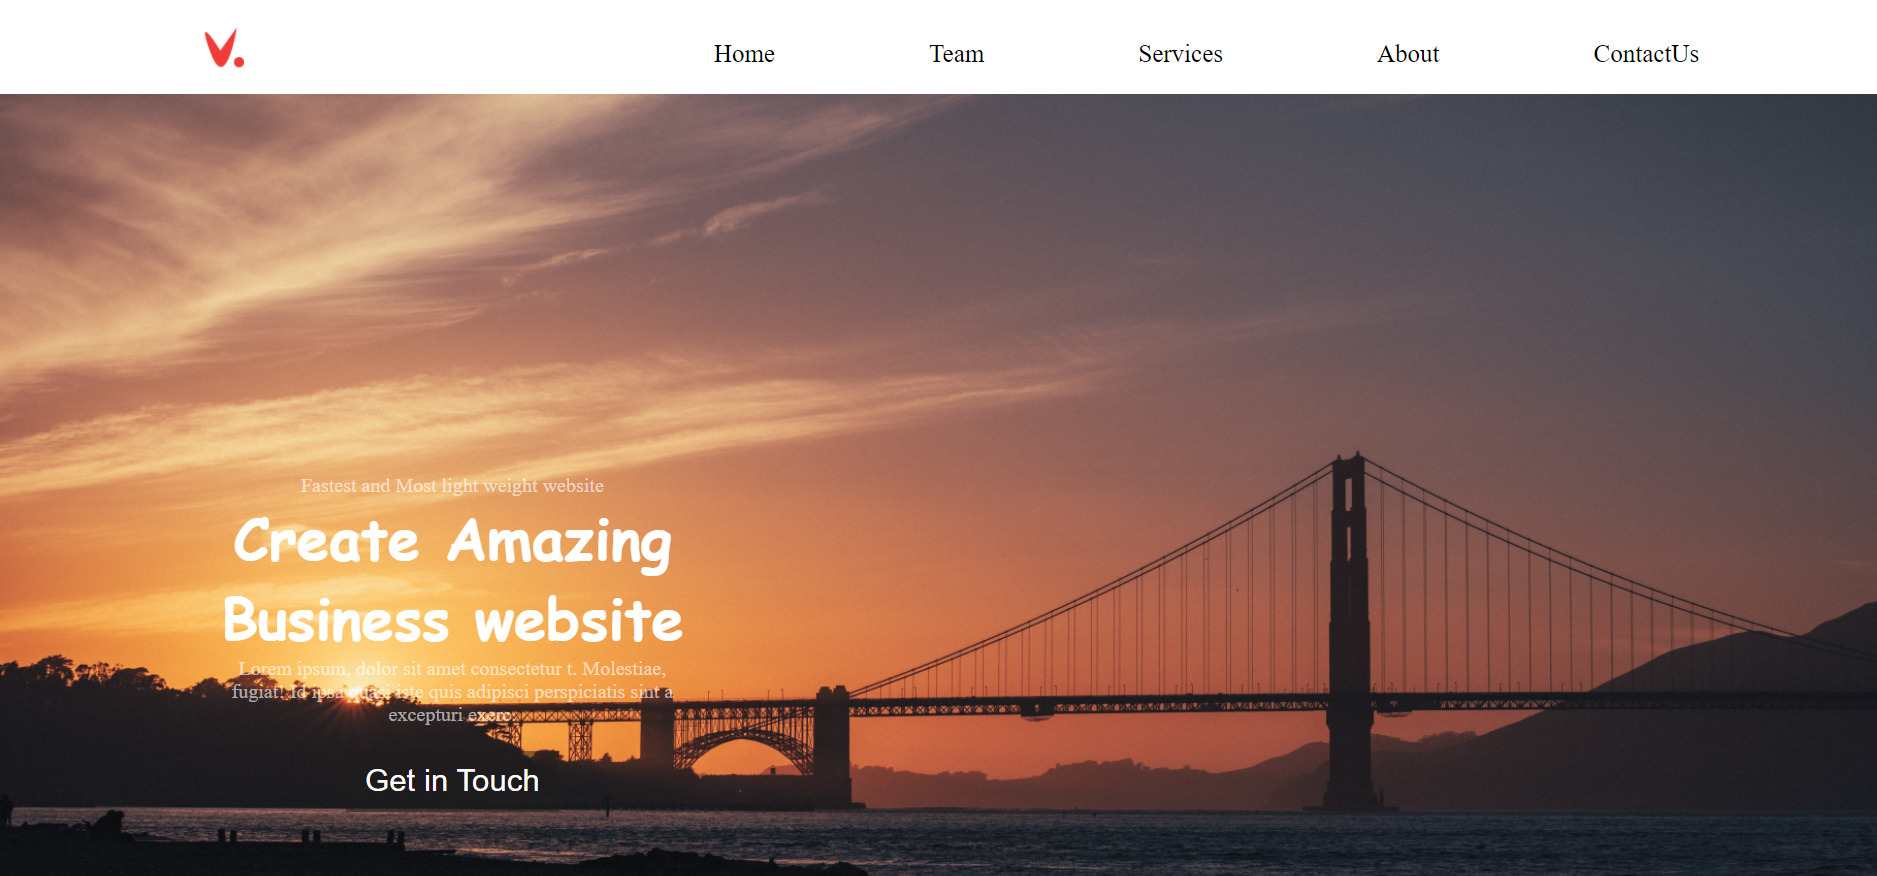 V.
Home Team Services About ContactUs
Fastest and Most light weight website
Create Amazing
Business website
Lorem ipsum, dolor sit amet consectetur t. Molestiae,
fugiat! Id ipsa quasi iste quis adipisci perspiciatis sint a
excepturi exerc.
Get in Touch